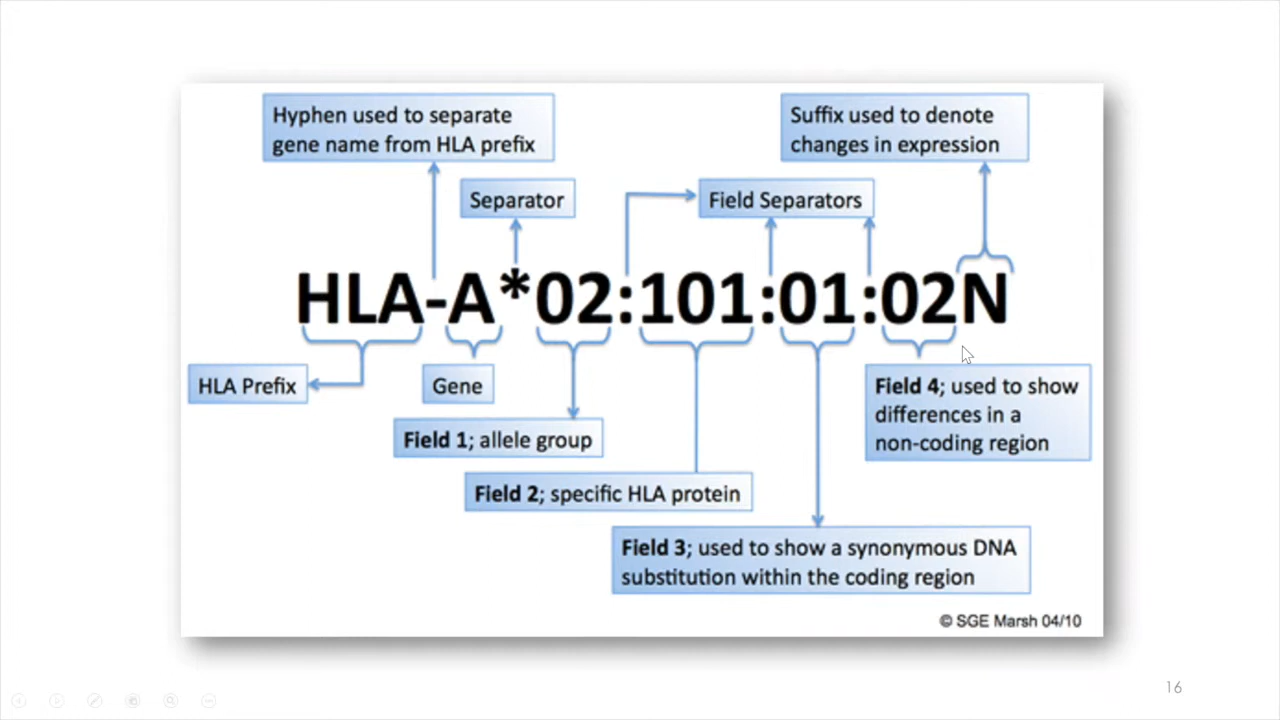 Hyphen used to separate
gene name from HLA prefix
Suffix used to denote
changes in expression
Separator
Field Separators
HLA-A*02:101:01:02N
HLA Prefix
Gene
Field 1; allele group
Field 2; specific HLA protein
Field 3; used to show a synonymous DNA
substitution within the coding region
Field 4; used to show
differences in a
non-coding region
© SGE Marsh 04/10
16